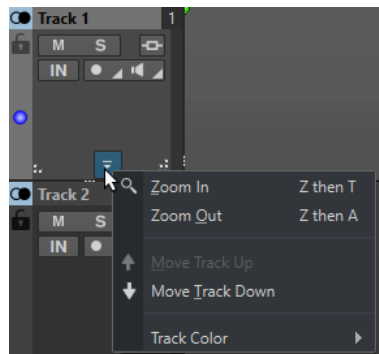 Track 1 1
M S
IN
Track 2
M S
IN
Zoom In Z then T
Zoom Out Z then A
Move Track Up
Move Track Down
Track Color